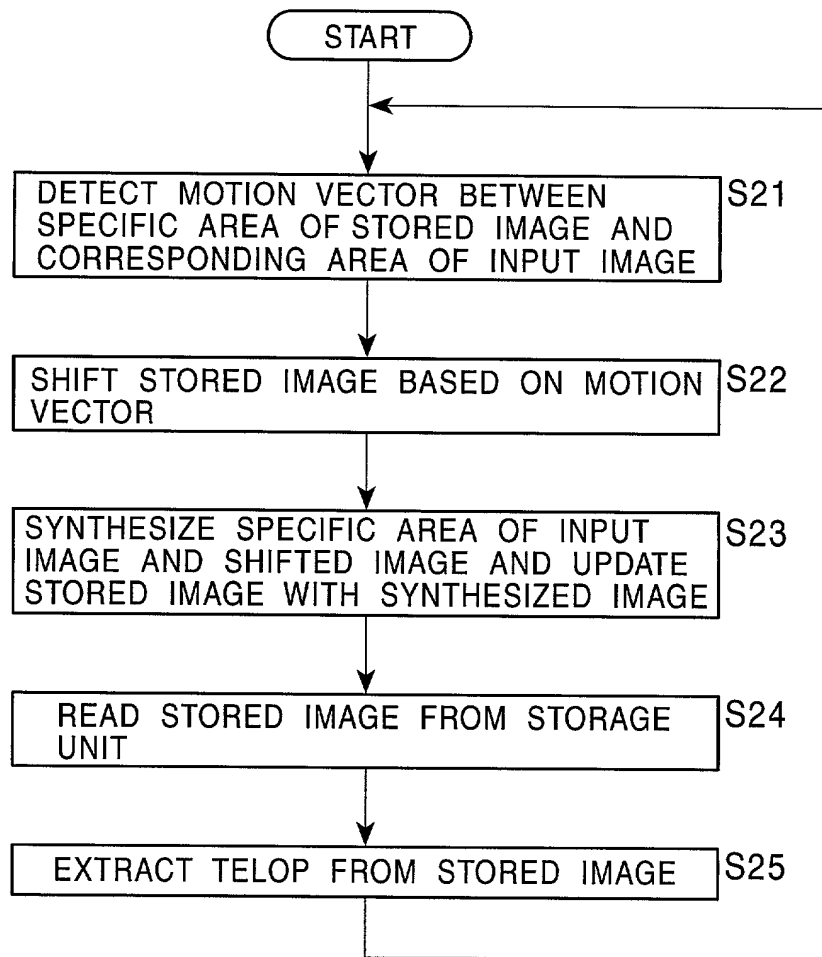 START
DETECT MOTION VECTOR BETWEEN
SPECIFIC AREA OF STORED IMAGE AND
CORRESPONDING AREA OF INPUT IMAGE
S21
SHIFT STORED IMAGE BASED ON MOTION
VECTOR
S22
SYNTHESIZE SPECIFIC AREA OF INPUT
IMAGE AND SHIFTED IMAGE AND UPDATE
STORED IMAGE WITH SYNTHESIZED IMAGE
S23
READ STORED IMAGE FROM STORAGE
UNIT
S24
EXTRACT TELOP FROM STORED IMAGE
S25